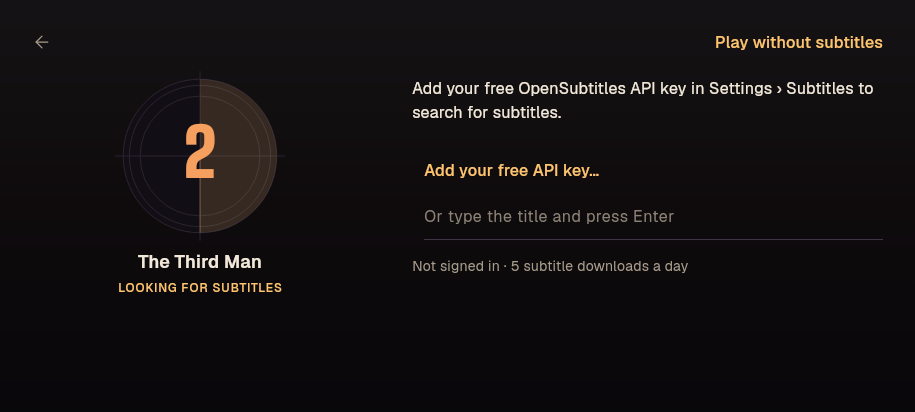 Play without subtitles
2
The Third Man
LOOKING FOR SUBTITLES
Add your free OpenSubtitles API key in Settings › Subtitles to
search for subtitles.
Add your free API key…
Or type the title and press Enter
Not signed in · 5 subtitle downloads a day